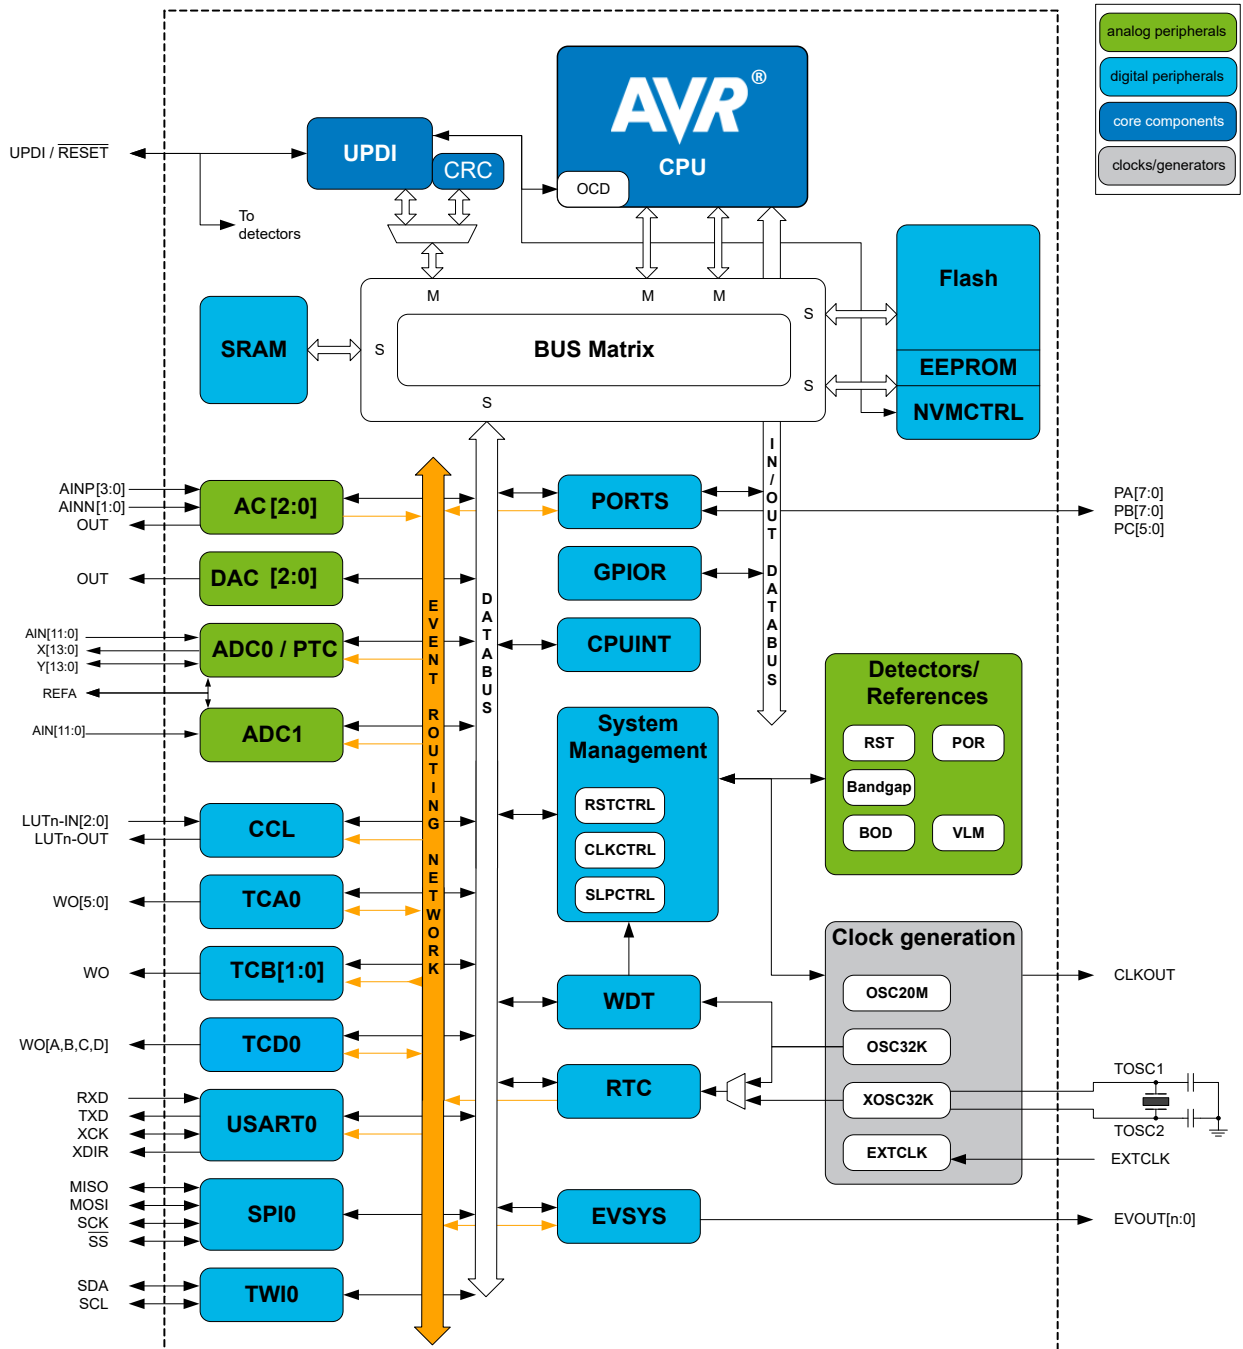 analog peripherals
digital peripherals
core components
clocks/generators
AVR®
CPU
OCD
UPDI / RESET
UPDI
CRC
To
detectors
M
M
M
S
S
S
S
BUS Matrix
SRAM
Flash
EEPROM
NVMCTRL
AINP[3:0]
AINN[1:0]
OUT
AC [2:0]
OUT
DAC [2:0]
AIN[11:0]
X[13:0]
Y[13:0]
ADC0 / PTC
REFA
AIN[11:0]
ADC1
LUTn-IN[2:0]
LUTn-OUT
CCL
WO[5:0]
TCA0
WO
TCB[1:0]
WO[A,B,C,D]
TCD0
RXD
TXD
XCK
XDIR
USART0
MISO
MOSI
SCK
SS
SPI0
SDA
SCL
TWI0
EVENT ROUTING NETWORK
DATABUS
IN/OUT DATABUS
PORTS
GPIOR
CPUINT
System
Management
RSTCTRL
CLKCTRL
SLPCTRL
WDT
RTC
EVSYS
PA[7:0]
PB[7:0]
PC[5:0]
Detectors/
References
RST
POR
Bandgap
BOD
VLM
Clock generation
OSC20M
OSC32K
XOSC32K
EXTCLK
CLKOUT
TOSC1
TOSC2
EXTCLK
EVOUT[n:0]